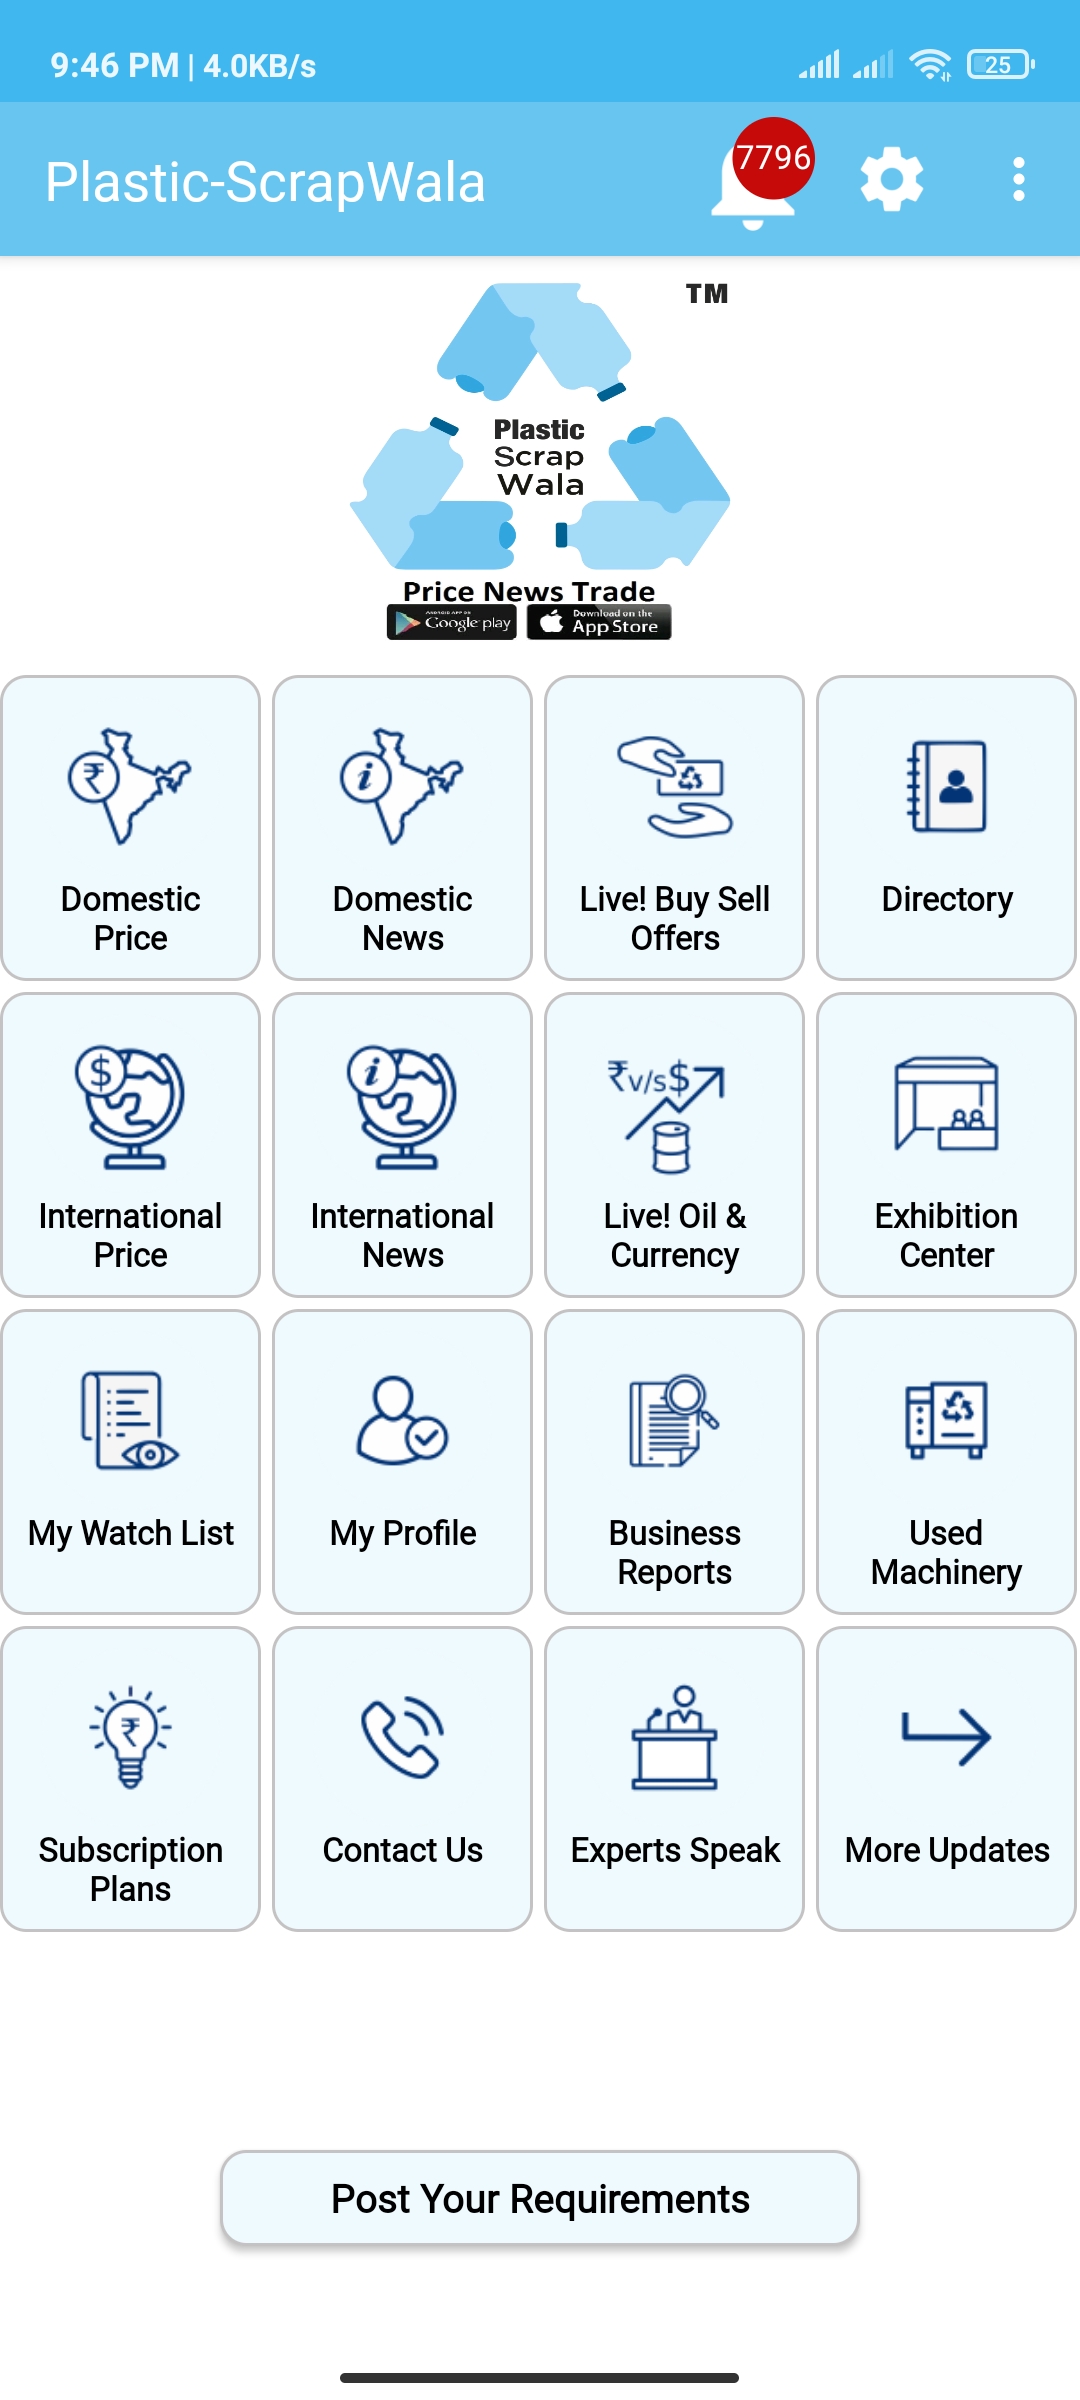 9:46 PM | 4.0KB/s
25
Plastic-ScrapWala
7796
TM
Plastic
Scrap
Wala
Price News Trade
ANDROID APP ON
Google play
Download on the
App Store
₹
i
Domestic
Price
Domestic
News
Live! Buy Sell
Offers
Directory
$
i
₹v/s$
International
Price
International
News
Live! Oil &
Currency
Exhibition
Center
My Watch List
My Profile
Business
Reports
Used
Machinery
₹
Subscription
Plans
Contact Us
Experts Speak
More Updates
Post Your Requirements